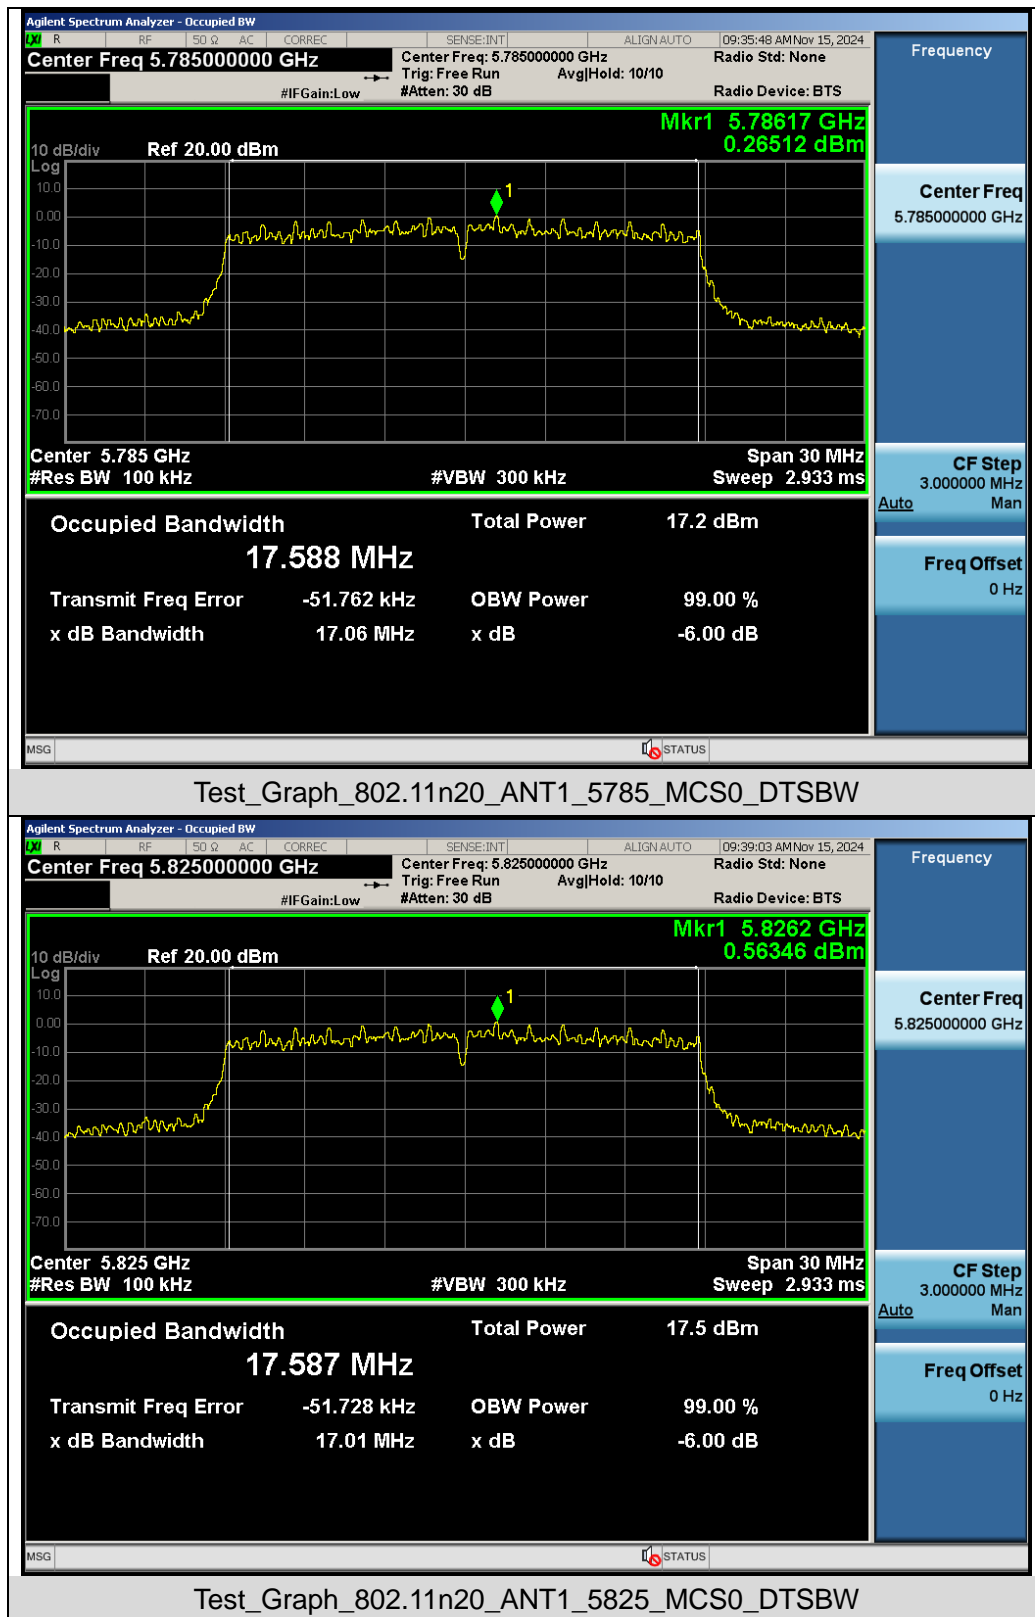 Agilent Spectrum Analyzer - Occupied BW
LXI R RF 50 Ω AC CORREC SENSE:INT ALIGN AUTO 09:35:48 AM Nov 15, 2024
Center Freq 5.785000000 GHz
Center Freq: 5.785000000 GHz
Radio Std: None
Trig: Free Run Avg|Hold: 10/10
#IFGain:Low #Atten: 30 dB Radio Device: BTS
Frequency
Mkr1 5.78617 GHz
0.26512 dBm
10 dB/div Ref 20.00 dBm
Log
10.0
0.00
-10.0
-20.0
-30.0
-40.0
-50.0
-60.0
-70.0
1
Center Freq
5.785000000 GHz
Center 5.785 GHz Span 30 MHz
#Res BW 100 kHz #VBW 300 kHz Sweep 2.933 ms
CF Step
3.000000 MHz
Auto Man
Occupied Bandwidth Total Power 17.2 dBm
17.588 MHz
Transmit Freq Error -51.762 kHz OBW Power 99.00 %
x dB Bandwidth 17.06 MHz x dB -6.00 dB
Freq Offset
0 Hz
MSG STATUS
Test_Graph_802.11n20_ANT1_5785_MCS0_DTSBW
Agilent Spectrum Analyzer - Occupied BW
LXI R RF 50 Ω AC CORREC SENSE:INT ALIGN AUTO 09:39:03 AM Nov 15, 2024
Center Freq 5.825000000 GHz
Center Freq: 5.825000000 GHz
Radio Std: None
Trig: Free Run Avg|Hold: 10/10
#IFGain:Low #Atten: 30 dB Radio Device: BTS
Frequency
Mkr1 5.8262 GHz
0.56346 dBm
10 dB/div Ref 20.00 dBm
Log
10.0
0.00
-10.0
-20.0
-30.0
-40.0
-50.0
-60.0
-70.0
1
Center Freq
5.825000000 GHz
Center 5.825 GHz Span 30 MHz
#Res BW 100 kHz #VBW 300 kHz Sweep 2.933 ms
CF Step
3.000000 MHz
Auto Man
Occupied Bandwidth Total Power 17.5 dBm
17.587 MHz
Transmit Freq Error -51.728 kHz OBW Power 99.00 %
x dB Bandwidth 17.01 MHz x dB -6.00 dB
Freq Offset
0 Hz
MSG STATUS
Test_Graph_802.11n20_ANT1_5825_MCS0_DTSBW